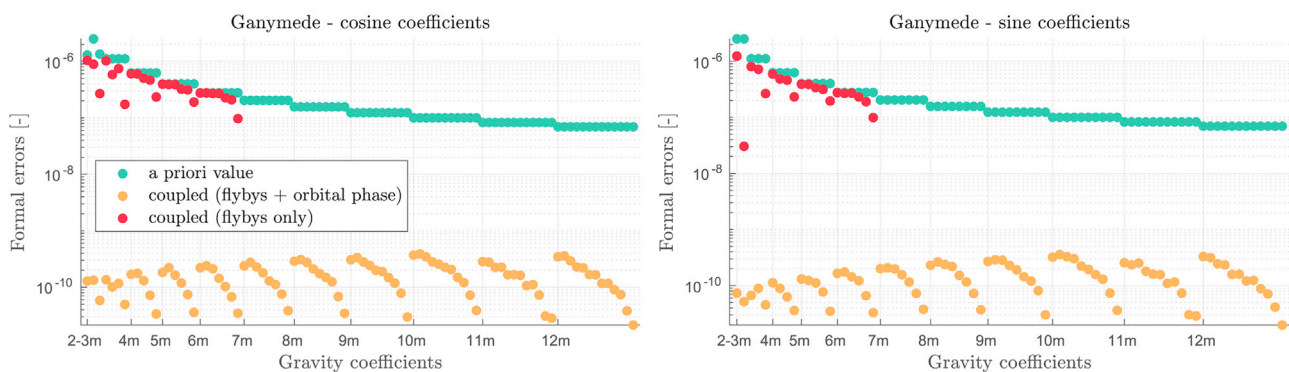 Ganymede - cosine coefficients
10-6
10-8
10-10
Formal errors [-]
a priori value
coupled (flybys + orbital phase)
coupled (flybys only)
2-3m 4m 5m 6m 7m 8m 9m 10m 11m 12m
Gravity coefficients
Ganymede - sine coefficients
10-6
10-8
10-10
Formal errors [-]
2-3m 4m 5m 6m 7m 8m 9m 10m 11m 12m
Gravity coefficients